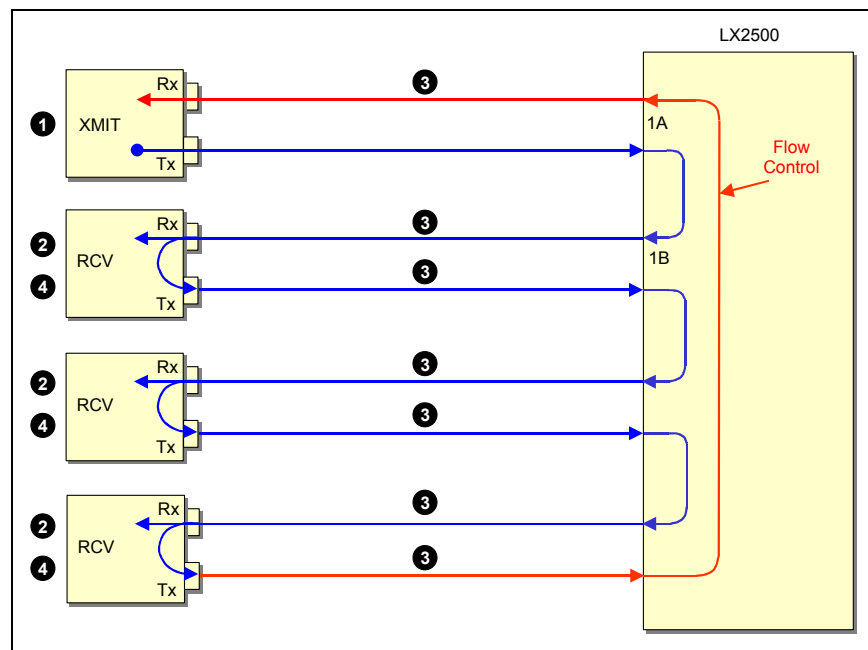 LX2500
Rx
3
1
XMIT
1A
Tx
Flow
Control
2
Rx
3
RCV
1B
4
3
Tx
2
Rx
3
RCV
4
3
Tx
2
Rx
3
RCV
4
3
Tx